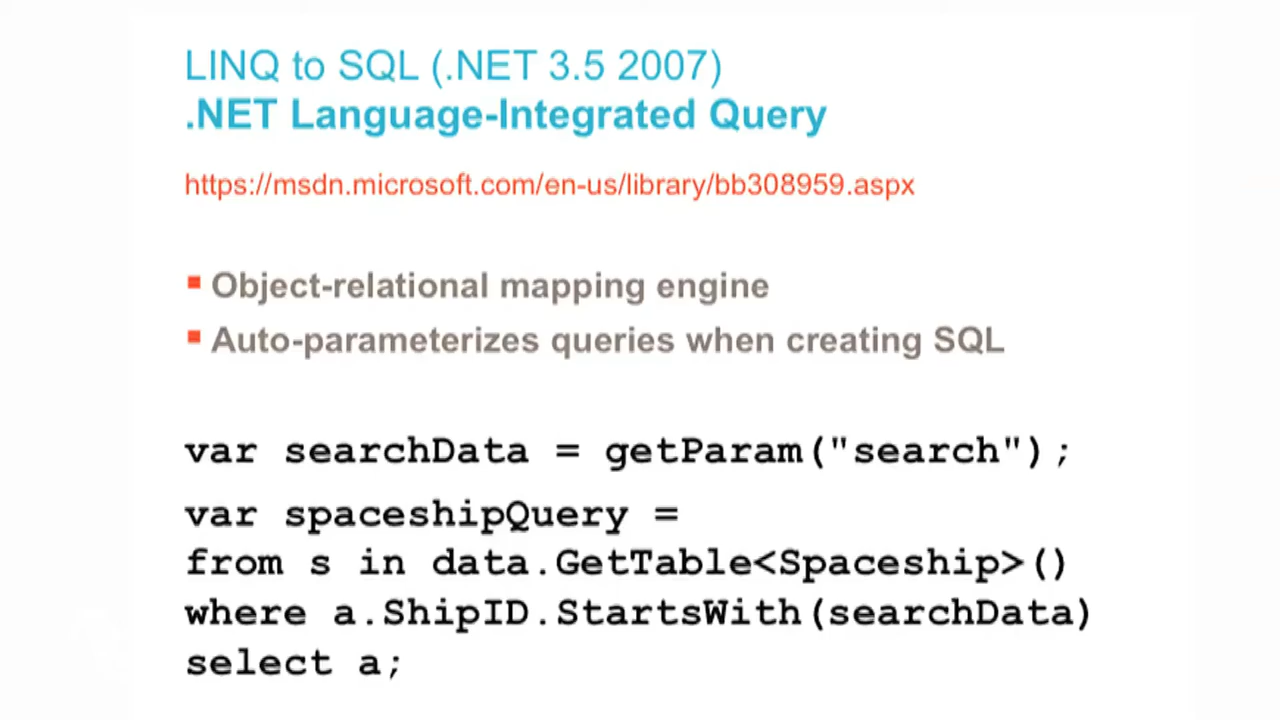 LINQ to SQL (.NET 3.5 2007)
.NET Language-Integrated Query
https://msdn.microsoft.com/en-us/library/bb308959.aspx
▪ Object-relational mapping engine
▪ Auto-parameterizes queries when creating SQL
var searchData = getParam("search");
var spaceshipQuery =
from s in data.GetTable<Spaceship>()
where a.ShipID.StartsWith(searchData)
select a;